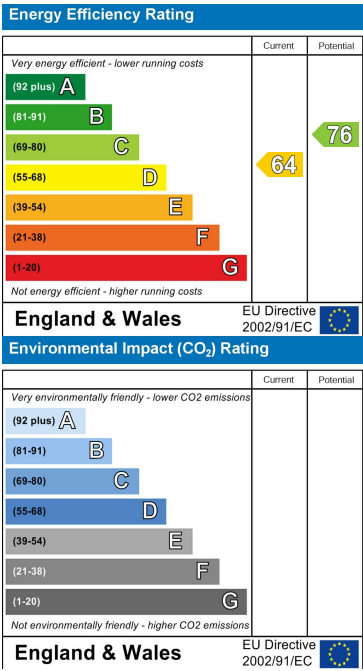 Energy Efficiency Rating
Current Potential
Very energy efficient - lower running costs
(92 plus) A
(81-91) B
(69-80) C
(55-68) D
(39-54) E
(21-38) F
(1-20) G
64
76
Not energy efficient - higher running costs
England & Wales
EU Directive
2002/91/EC
Environmental Impact (CO₂) Rating
Current Potential
Very environmentally friendly - lower CO2 emissions
(92 plus) A
(81-91) B
(69-80) C
(55-68) D
(39-54) E
(21-38) F
(1-20) G
Not environmentally friendly - higher CO2 emissions
England & Wales
EU Directive
2002/91/EC